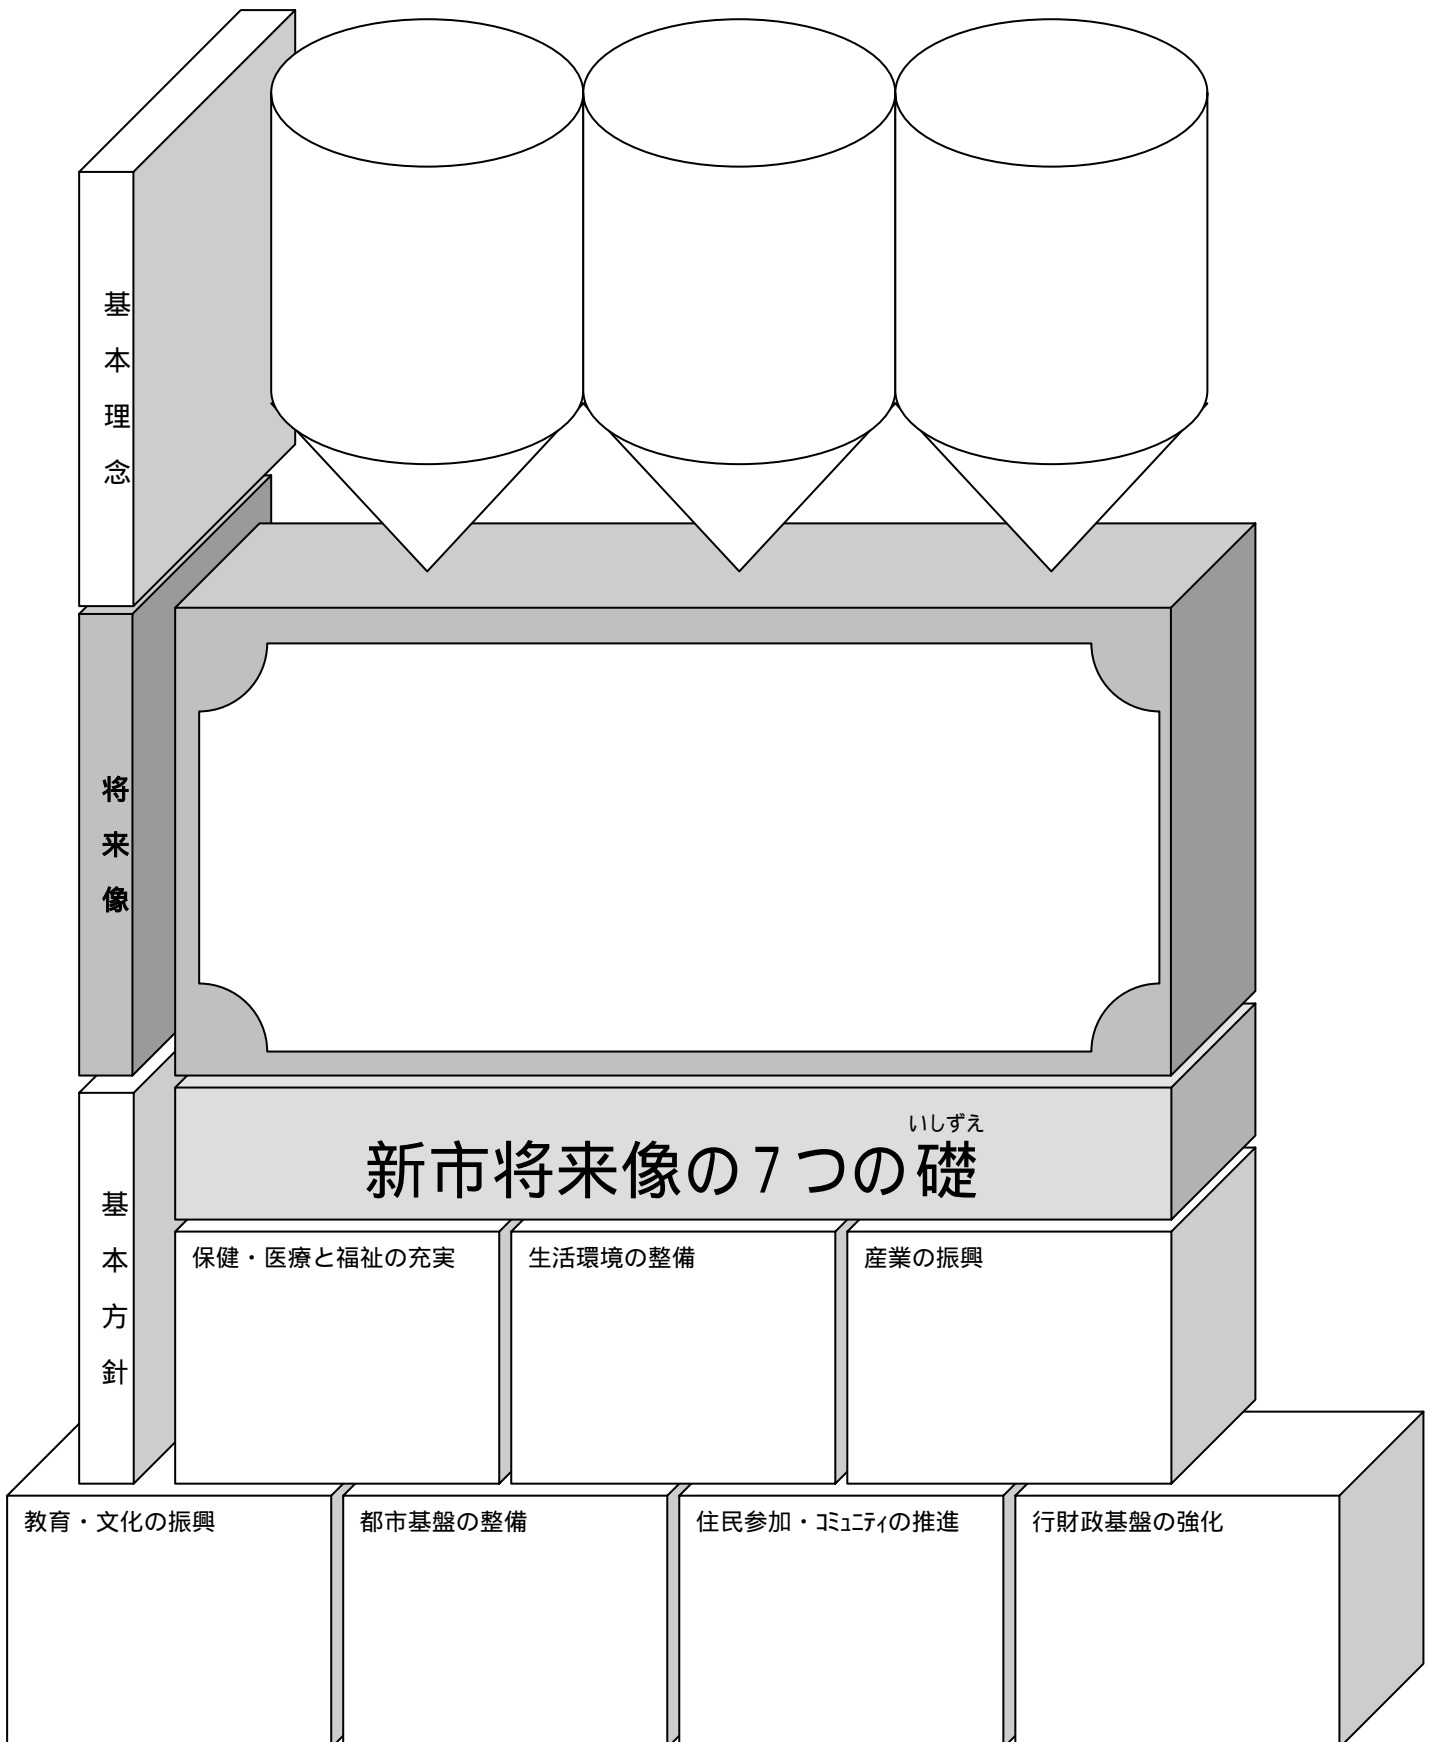 基本理念
将来像
いしずえ
新市将来像の７つの礎
基本方針
保健・医療と福祉の充実
生活環境の整備
産業の振興
教育・文化の振興
都市基盤の整備
住民参加・ｺﾐｭﾆﾃｨの推進
行財政基盤の強化